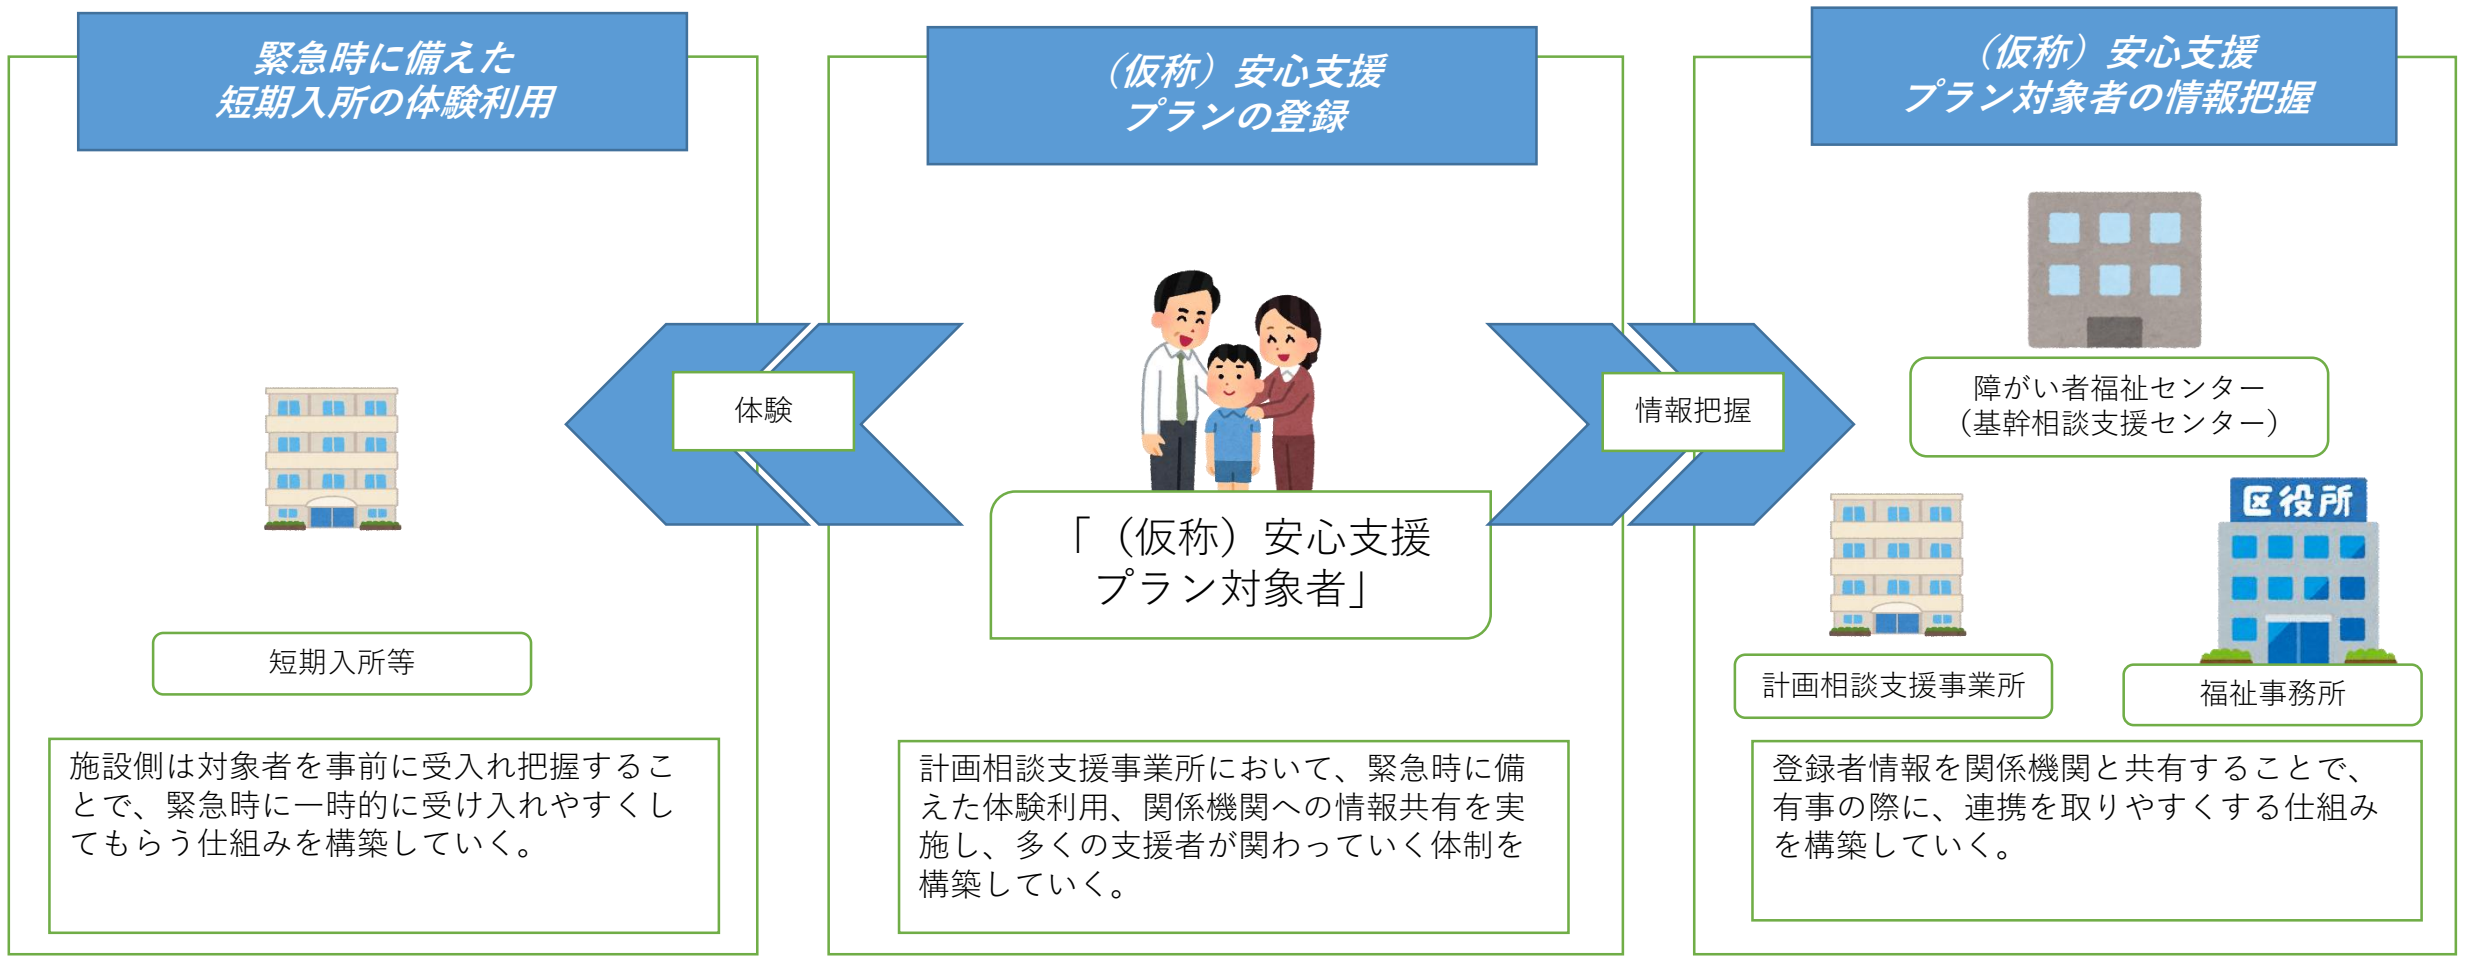 緊急時に備えた
短期入所の体験利用
体験
短期入所等
施設側は対象者を事前に受入れ把握するこ
とで、緊急時に一時的に受け入れやすくし
てもらう仕組みを構築していく。
（仮称）安心支援
プランの登録
「（仮称）安心支援
プラン対象者」
計画相談支援事業所において、緊急時に備
えた体験利用、関係機関への情報共有を実
施し、多くの支援者が関わっていく体制を
構築していく。
情報把握
（仮称）安心支援
プラン対象者の情報把握
障がい者福祉センター
（基幹相談支援センター）
区役所
計画相談支援事業所
福祉事務所
登録者情報を関係機関と共有することで、
有事の際に、連携を取りやすくする仕組み
を構築していく。